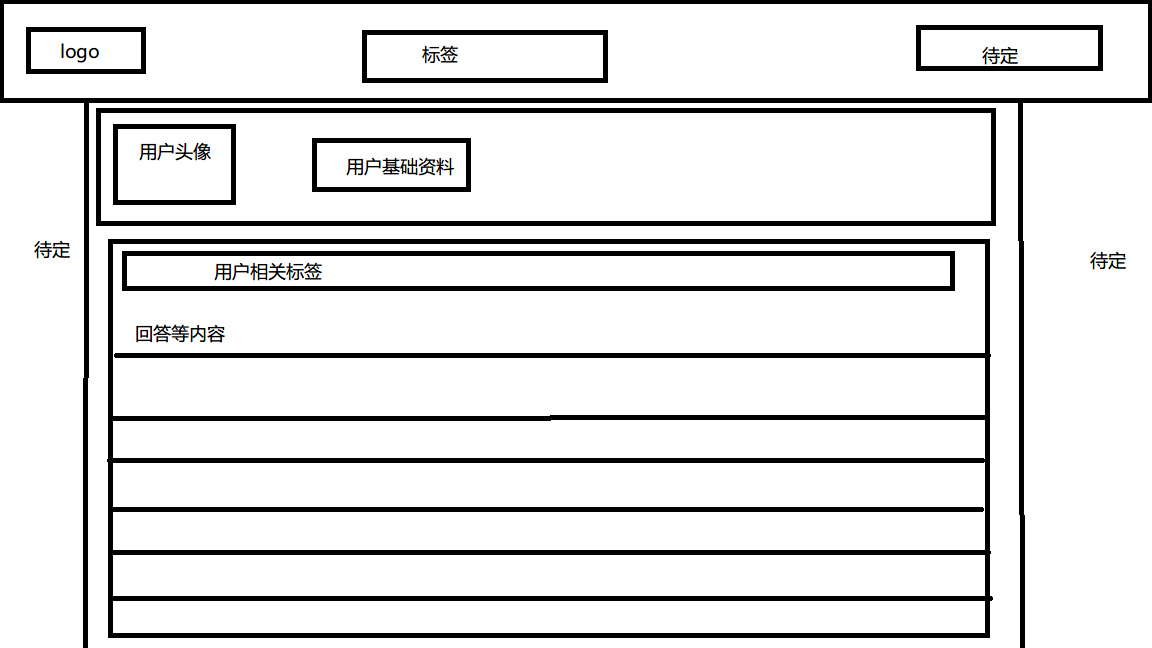 logo
标签
待定
用户头像
用户基础资料
待定
待定
用户相关标签
回答等内容